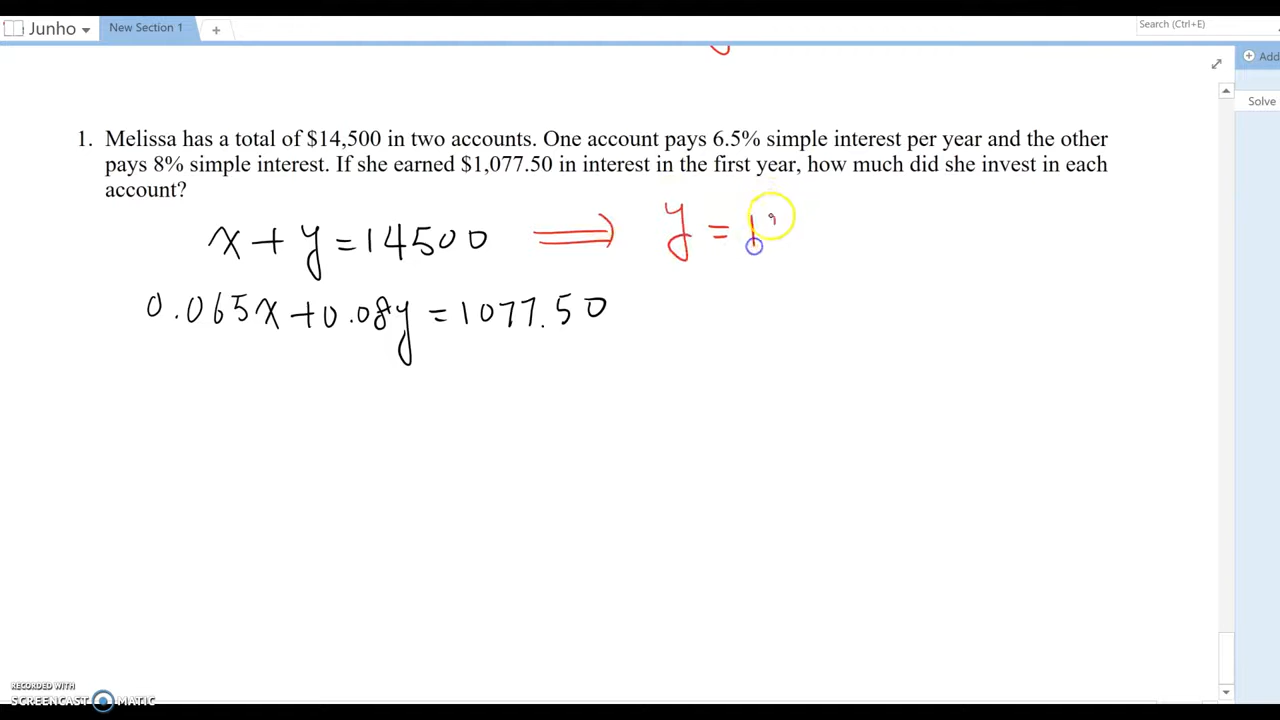 Junho
New Section 1
+
Search (Ctrl+E)
Add
Solve
1. Melissa has a total of $14,500 in two accounts. One account pays 6.5% simple interest per year and the other
pays 8% simple interest. If she earned $1,077.50 in interest in the first year, how much did she invest in each
account?
x + y = 14500 ⟹ y = 1
0.065x + 0.08y = 1077.50
RECORDED WITH
SCREENCAST MATIC